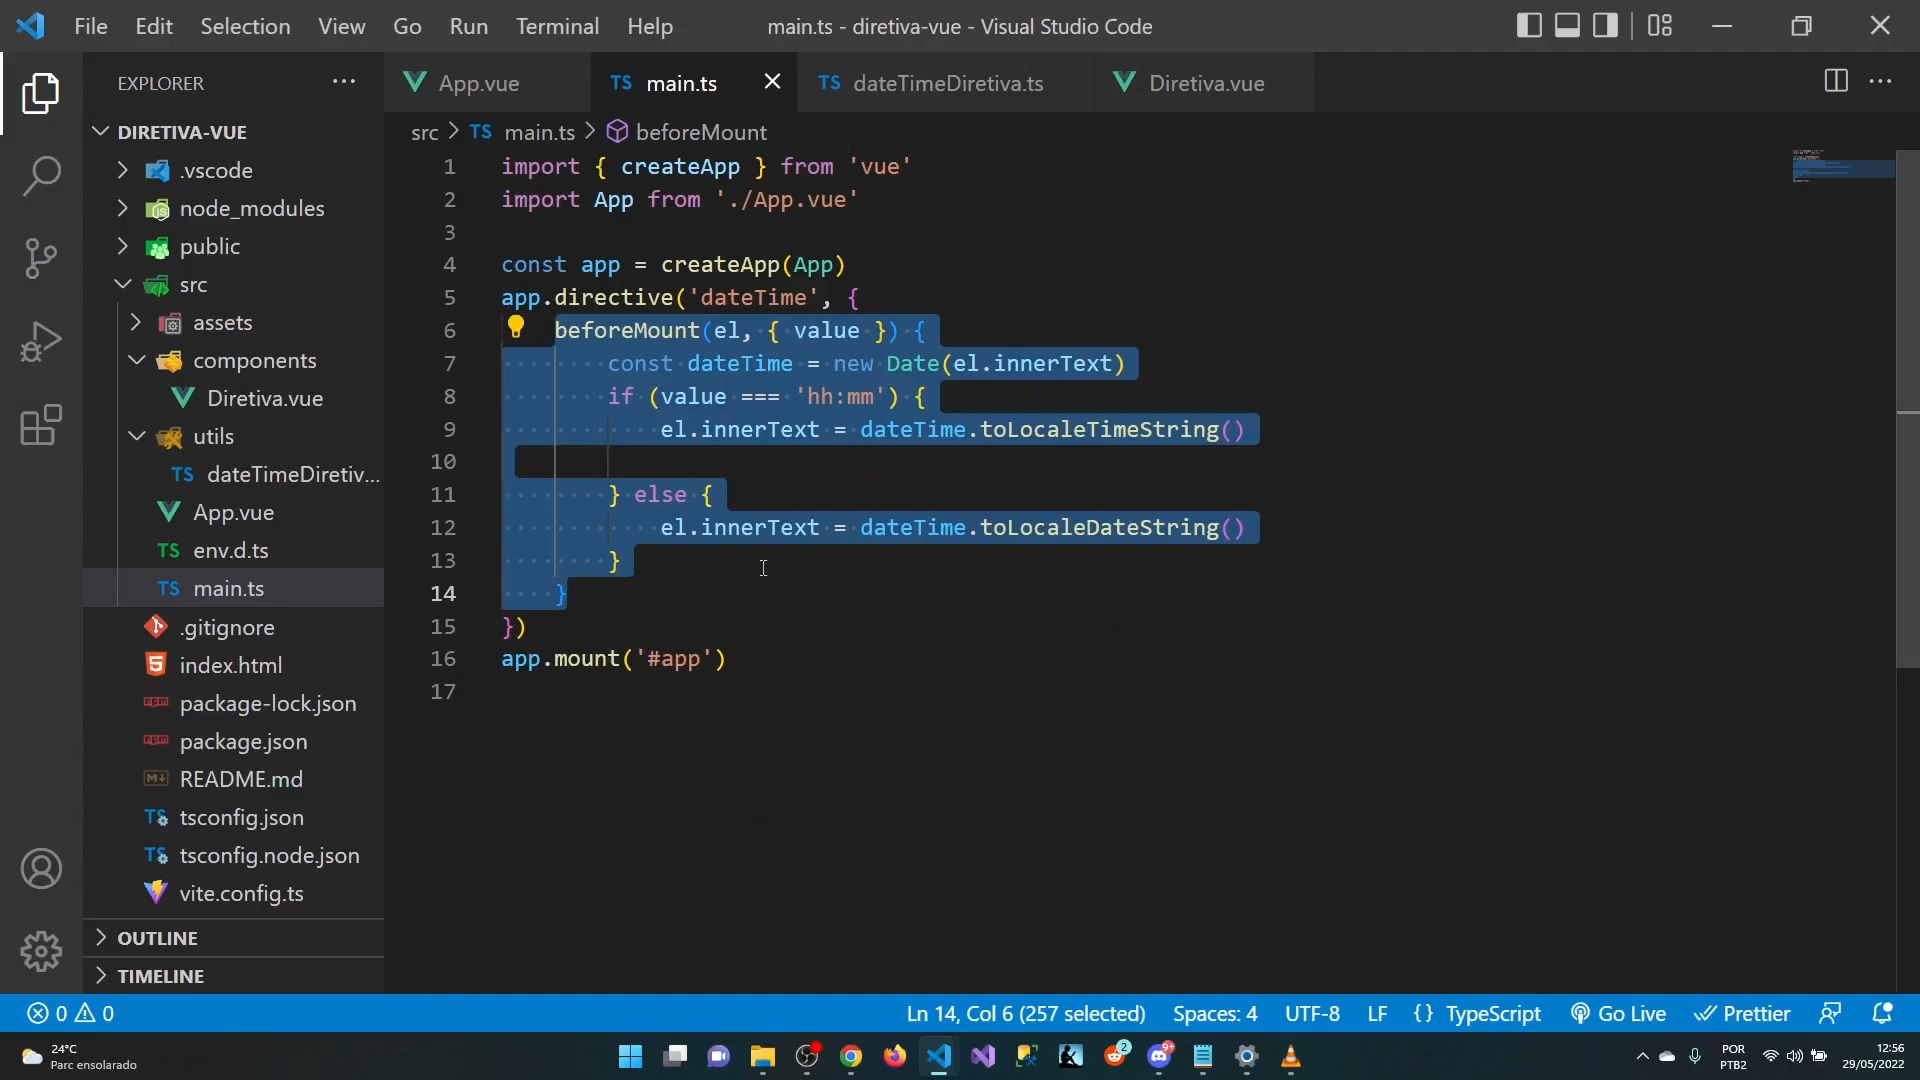 File Edit Selection View Go Run Terminal Help
main.ts - diretiva-vue - Visual Studio Code
EXPLORER
App.vue
TS main.ts
TS dateTimeDiretiva.ts
Diretiva.vue
DIRETIVA-VUE
.vscode
node_modules
public
src
assets
components
Diretiva.vue
utils
TS dateTimeDiretiv...
App.vue
TS env.d.ts
TS main.ts
.gitignore
index.html
package-lock.json
package.json
README.md
tsconfig.json
tsconfig.node.json
vite.config.ts
OUTLINE
TIMELINE
src > TS main.ts > beforeMount
1 import { createApp } from 'vue'
2 import App from './App.vue'
3
4 const app = createApp(App)
5 app.directive('dateTime', {
6 beforeMount(el, { value }) {
7 const dateTime = new Date(el.innerText)
8 if (value === 'hh:mm') {
9 el.innerText = dateTime.toLocaleTimeString()
10
11 } else {
12 el.innerText = dateTime.toLocaleDateString()
13 }
14 }
15 })
16 app.mount('#app')
17
0 0
Ln 14, Col 6 (257 selected) Spaces: 4 UTF-8 LF {} TypeScript Go Live Prettier
24°C
Parc ensolarado
2
9+
POR
PTB2
12:56
29/05/2022